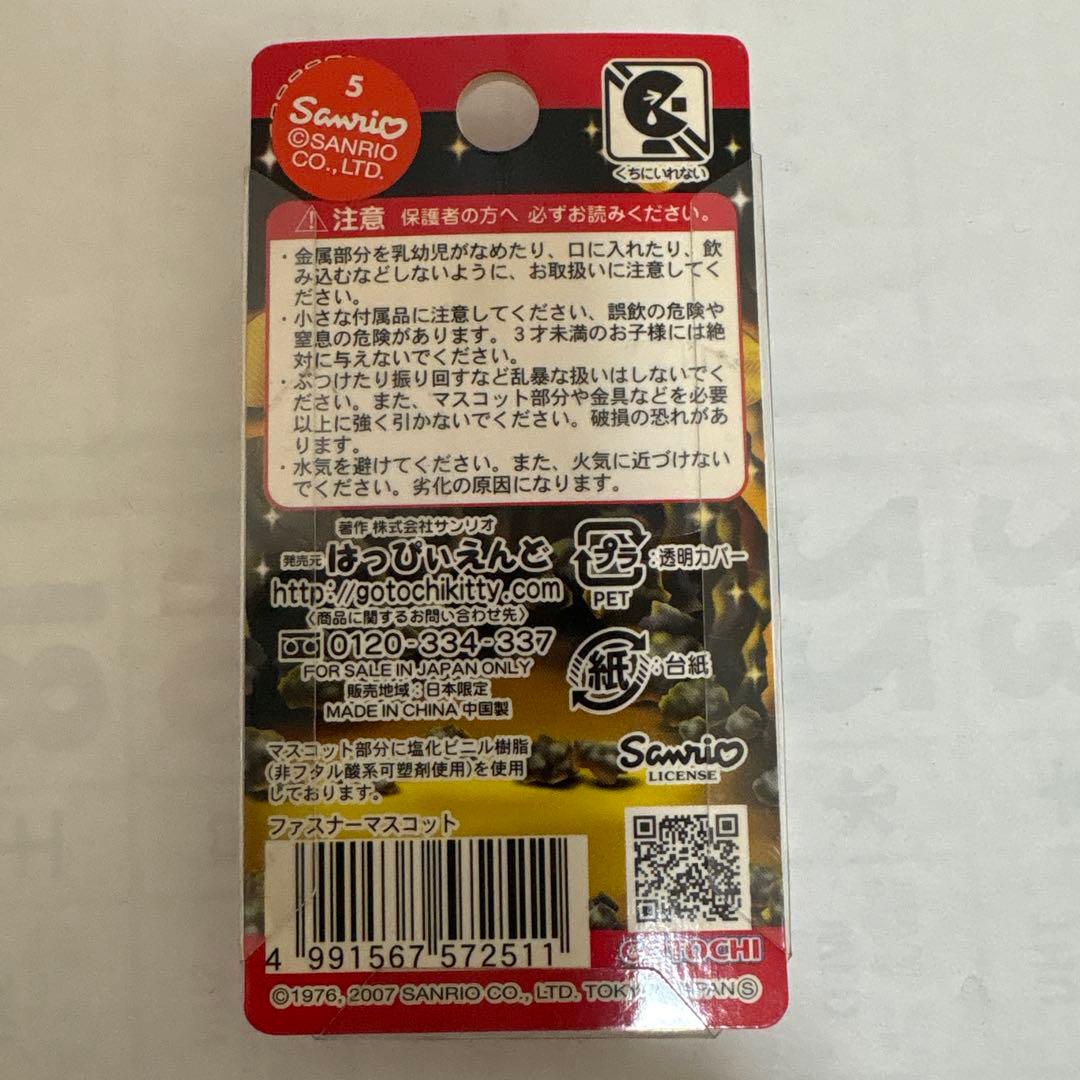 5
Sanrio
©SANRIO
CO., LTD.
くちにいれない
注意 保護者の方へ 必ずお読みください。
・金属部分を乳幼児がなめたり、口に入れたり、飲
み込むなどしないように、お取扱いに注意してく
ださい。
・小さな付属品に注意してください、誤飲の危険や
窒息の危険があります。3才未満のお子様には絶
対に与えないでください。
・ぶつけたり振り回すなど乱暴な扱いはしないでく
ださい。また、マスコット部分や金具などを必要
以上に強く引かないでください。破損の恐れがあ
ります。
・水気を避けてください。また、火気に近づけない
でください。劣化の原因になります。
著作 株式会社サンリオ
発売元 はっぴぃえんど
http://gotochikitty.com
〈商品に関するお問い合わせ先〉
0120-334-337
FOR SALE IN JAPAN ONLY
販売地域:日本限定
MADE IN CHINA 中国製
プラ:透明カバー
PET
紙:台紙
マスコット部分に塩化ビニル樹脂
(非フタル酸系可塑剤使用)を使用
しております。
Sanrio
LICENSE
ファスナーマスコット
4 991567 572511
GOTOCHI
©1976, 2007 SANRIO CO., LTD. TOKYO, JAPAN Ⓢ